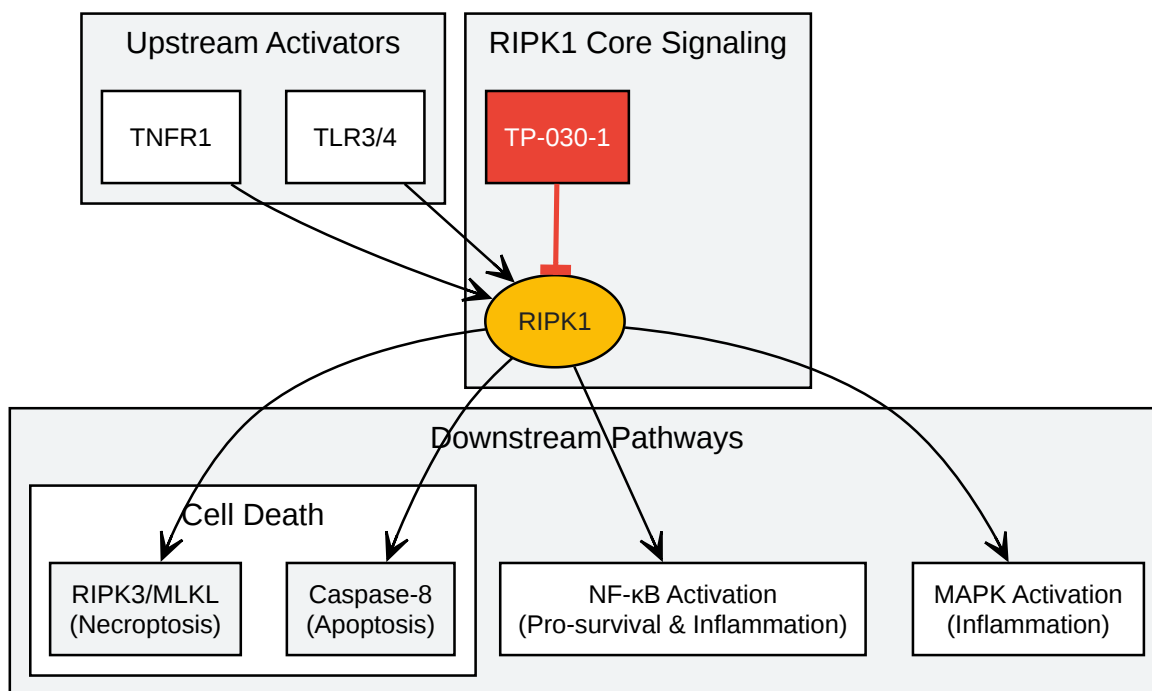 Upstream Activators
RIPK1 Core Signaling
TNFR1
TLR3/4
TP-030-1
RIPK1
Downstream Pathways
Cell Death
RIPK3/MLKL
(Necroptosis)
Caspase-8
(Apoptosis)
NF-κB Activation
(Pro-survival & Inflammation)
MAPK Activation
(Inflammation)